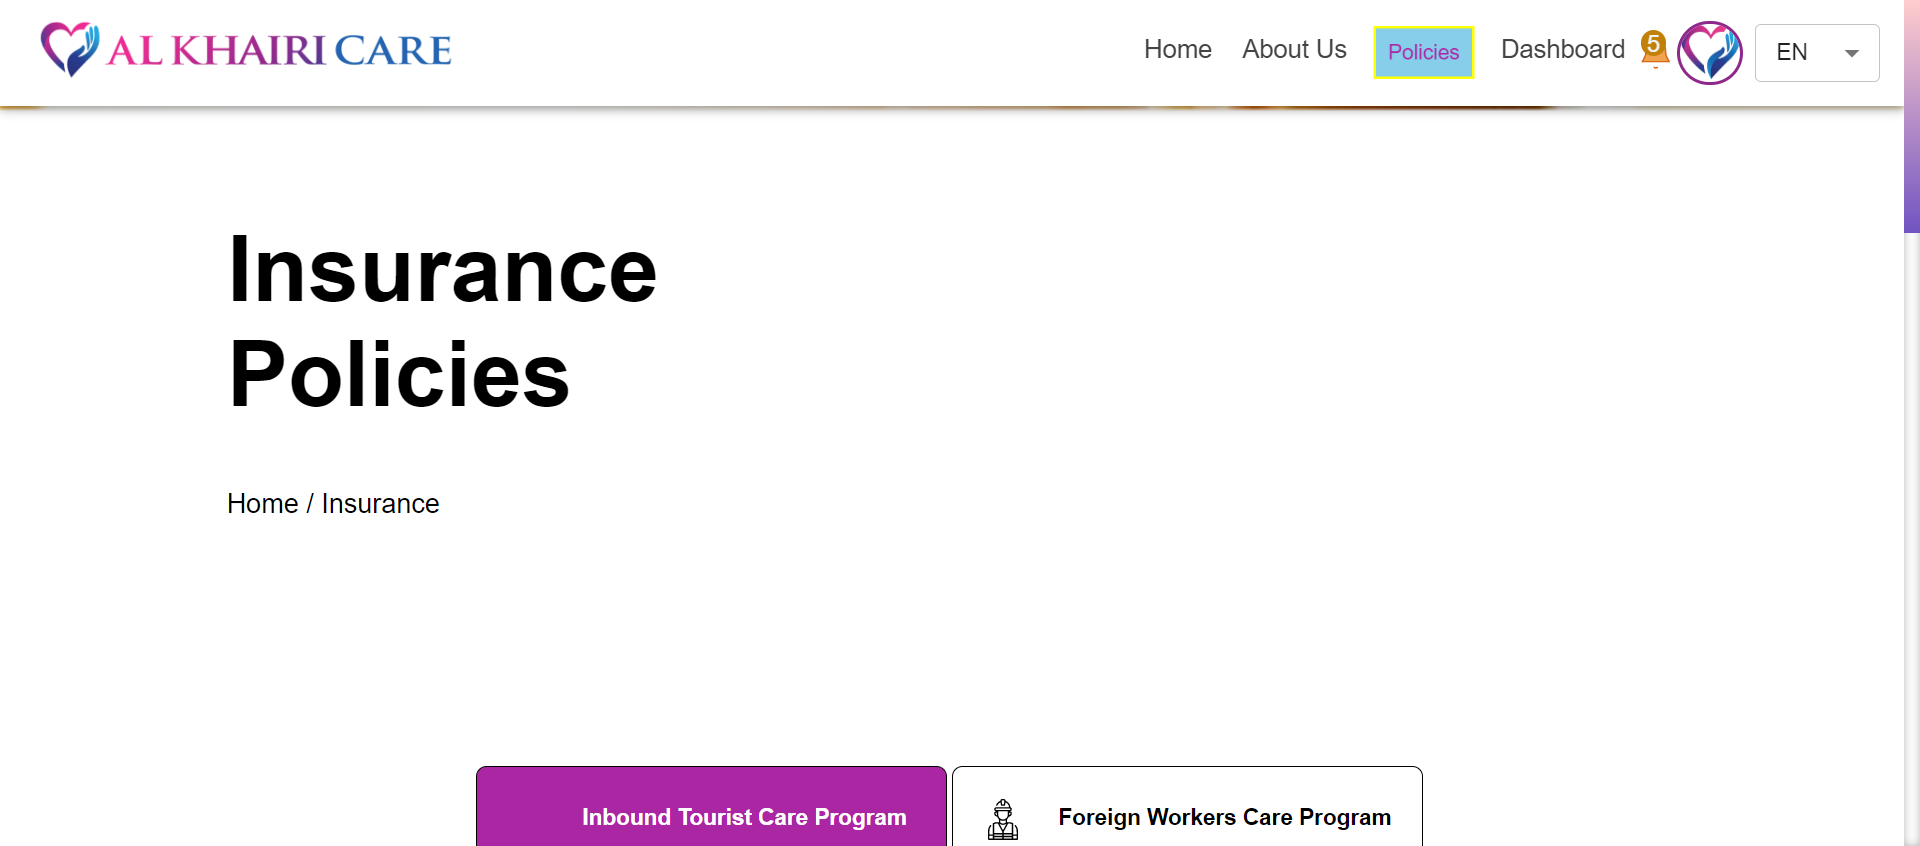 AL KHAIRI CARE
Home About Us Policies Dashboard 5 EN
Insurance
Policies
Home / Insurance
Inbound Tourist Care Program
Foreign Workers Care Program